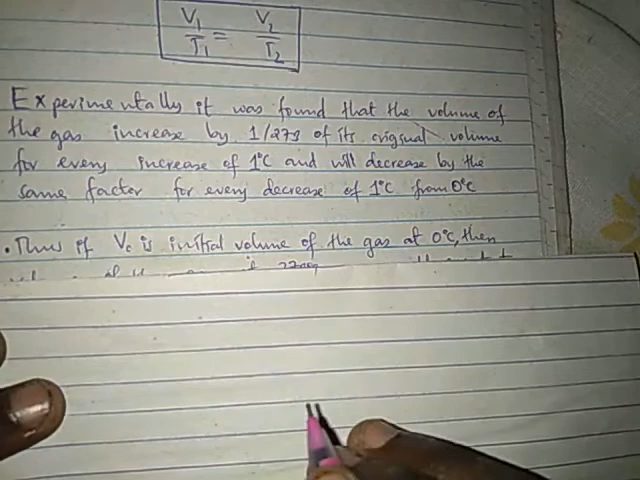 V₁/T₁ = V₂/T₂
Experimentally it was found that the volume of
the gas increase by 1/273 of its original volume
for every increase of 1°C and will decrease by the
same factor for every decrease of 1°C from 0°C
• Thus if V₀ is initial volume of the gas at 0°C, then